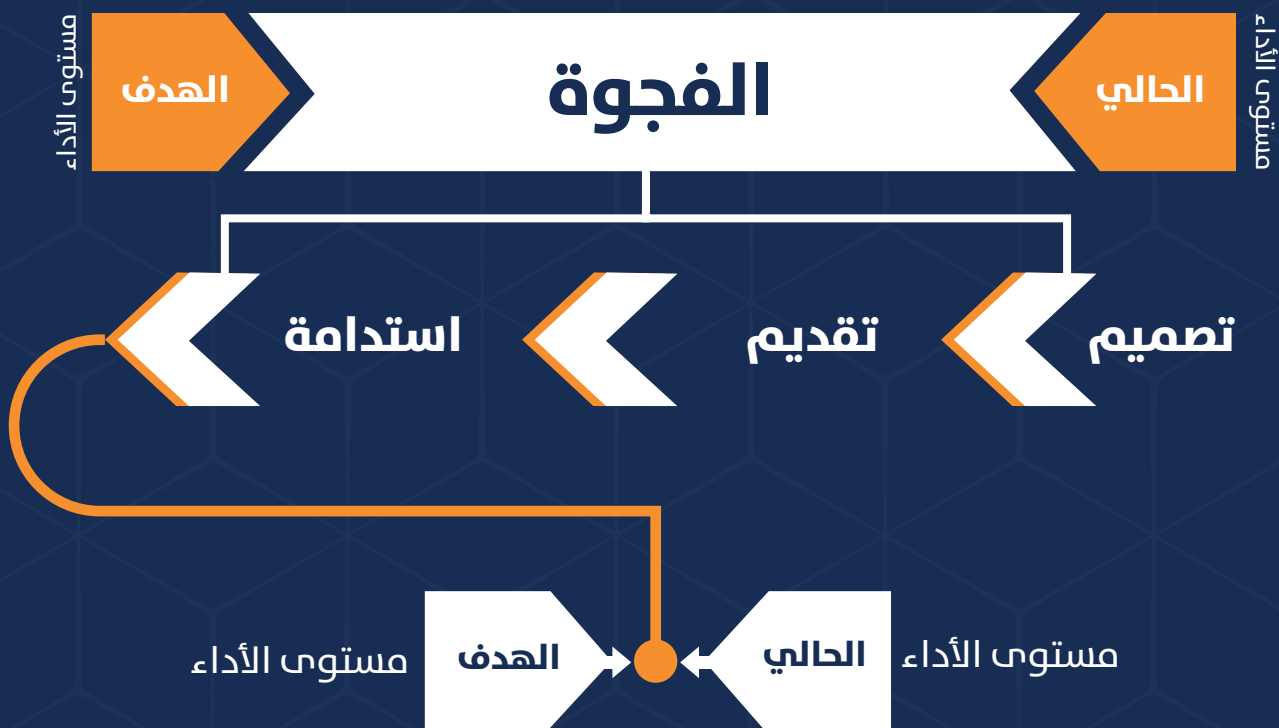 مستوى الأداء
الحالي
الفجوة
الهدف
مستوى الأداء
تصميم
تقديم
استدامة
مستوى الأداء
الحالي
الهدف
مستوى الأداء